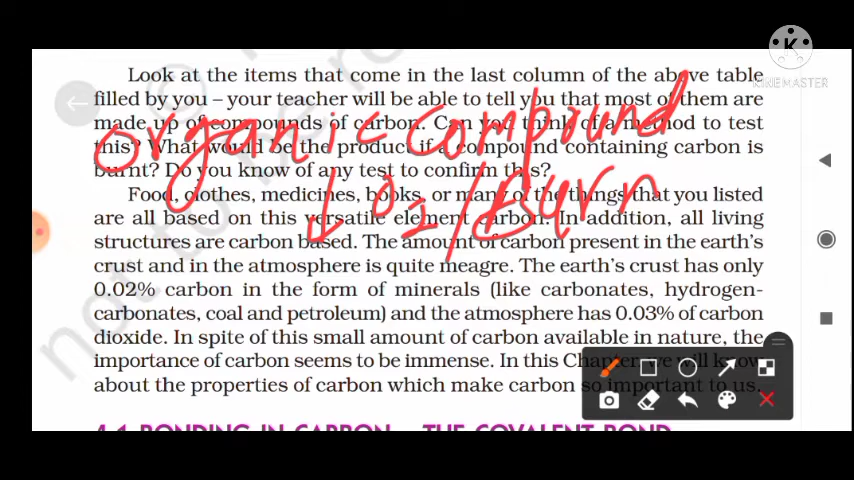 KINEMASTER
Look at the items that come in the last column of the above table
filled by you – your teacher will be able to tell you that most of them are
made up of compounds of carbon. Can you think of a method to test
this? What would be the product if a compound containing carbon is
burnt? Do you know of any test to confirm this?
organic compound
↓ O2/Burn
Food, clothes, medicines, books, or many of the things that you listed
are all based on this versatile element carbon. In addition, all living
structures are carbon based. The amount of carbon present in the earth's
crust and in the atmosphere is quite meagre. The earth's crust has only
0.02% carbon in the form of minerals (like carbonates, hydrogen-
carbonates, coal and petroleum) and the atmosphere has 0.03% of carbon
dioxide. In spite of this small amount of carbon available in nature, the
importance of carbon seems to be immense. In this Chapter, we will know
about the properties of carbon which make carbon so important to us.
4.1 BONDING IN CARBON – THE COVALENT BOND